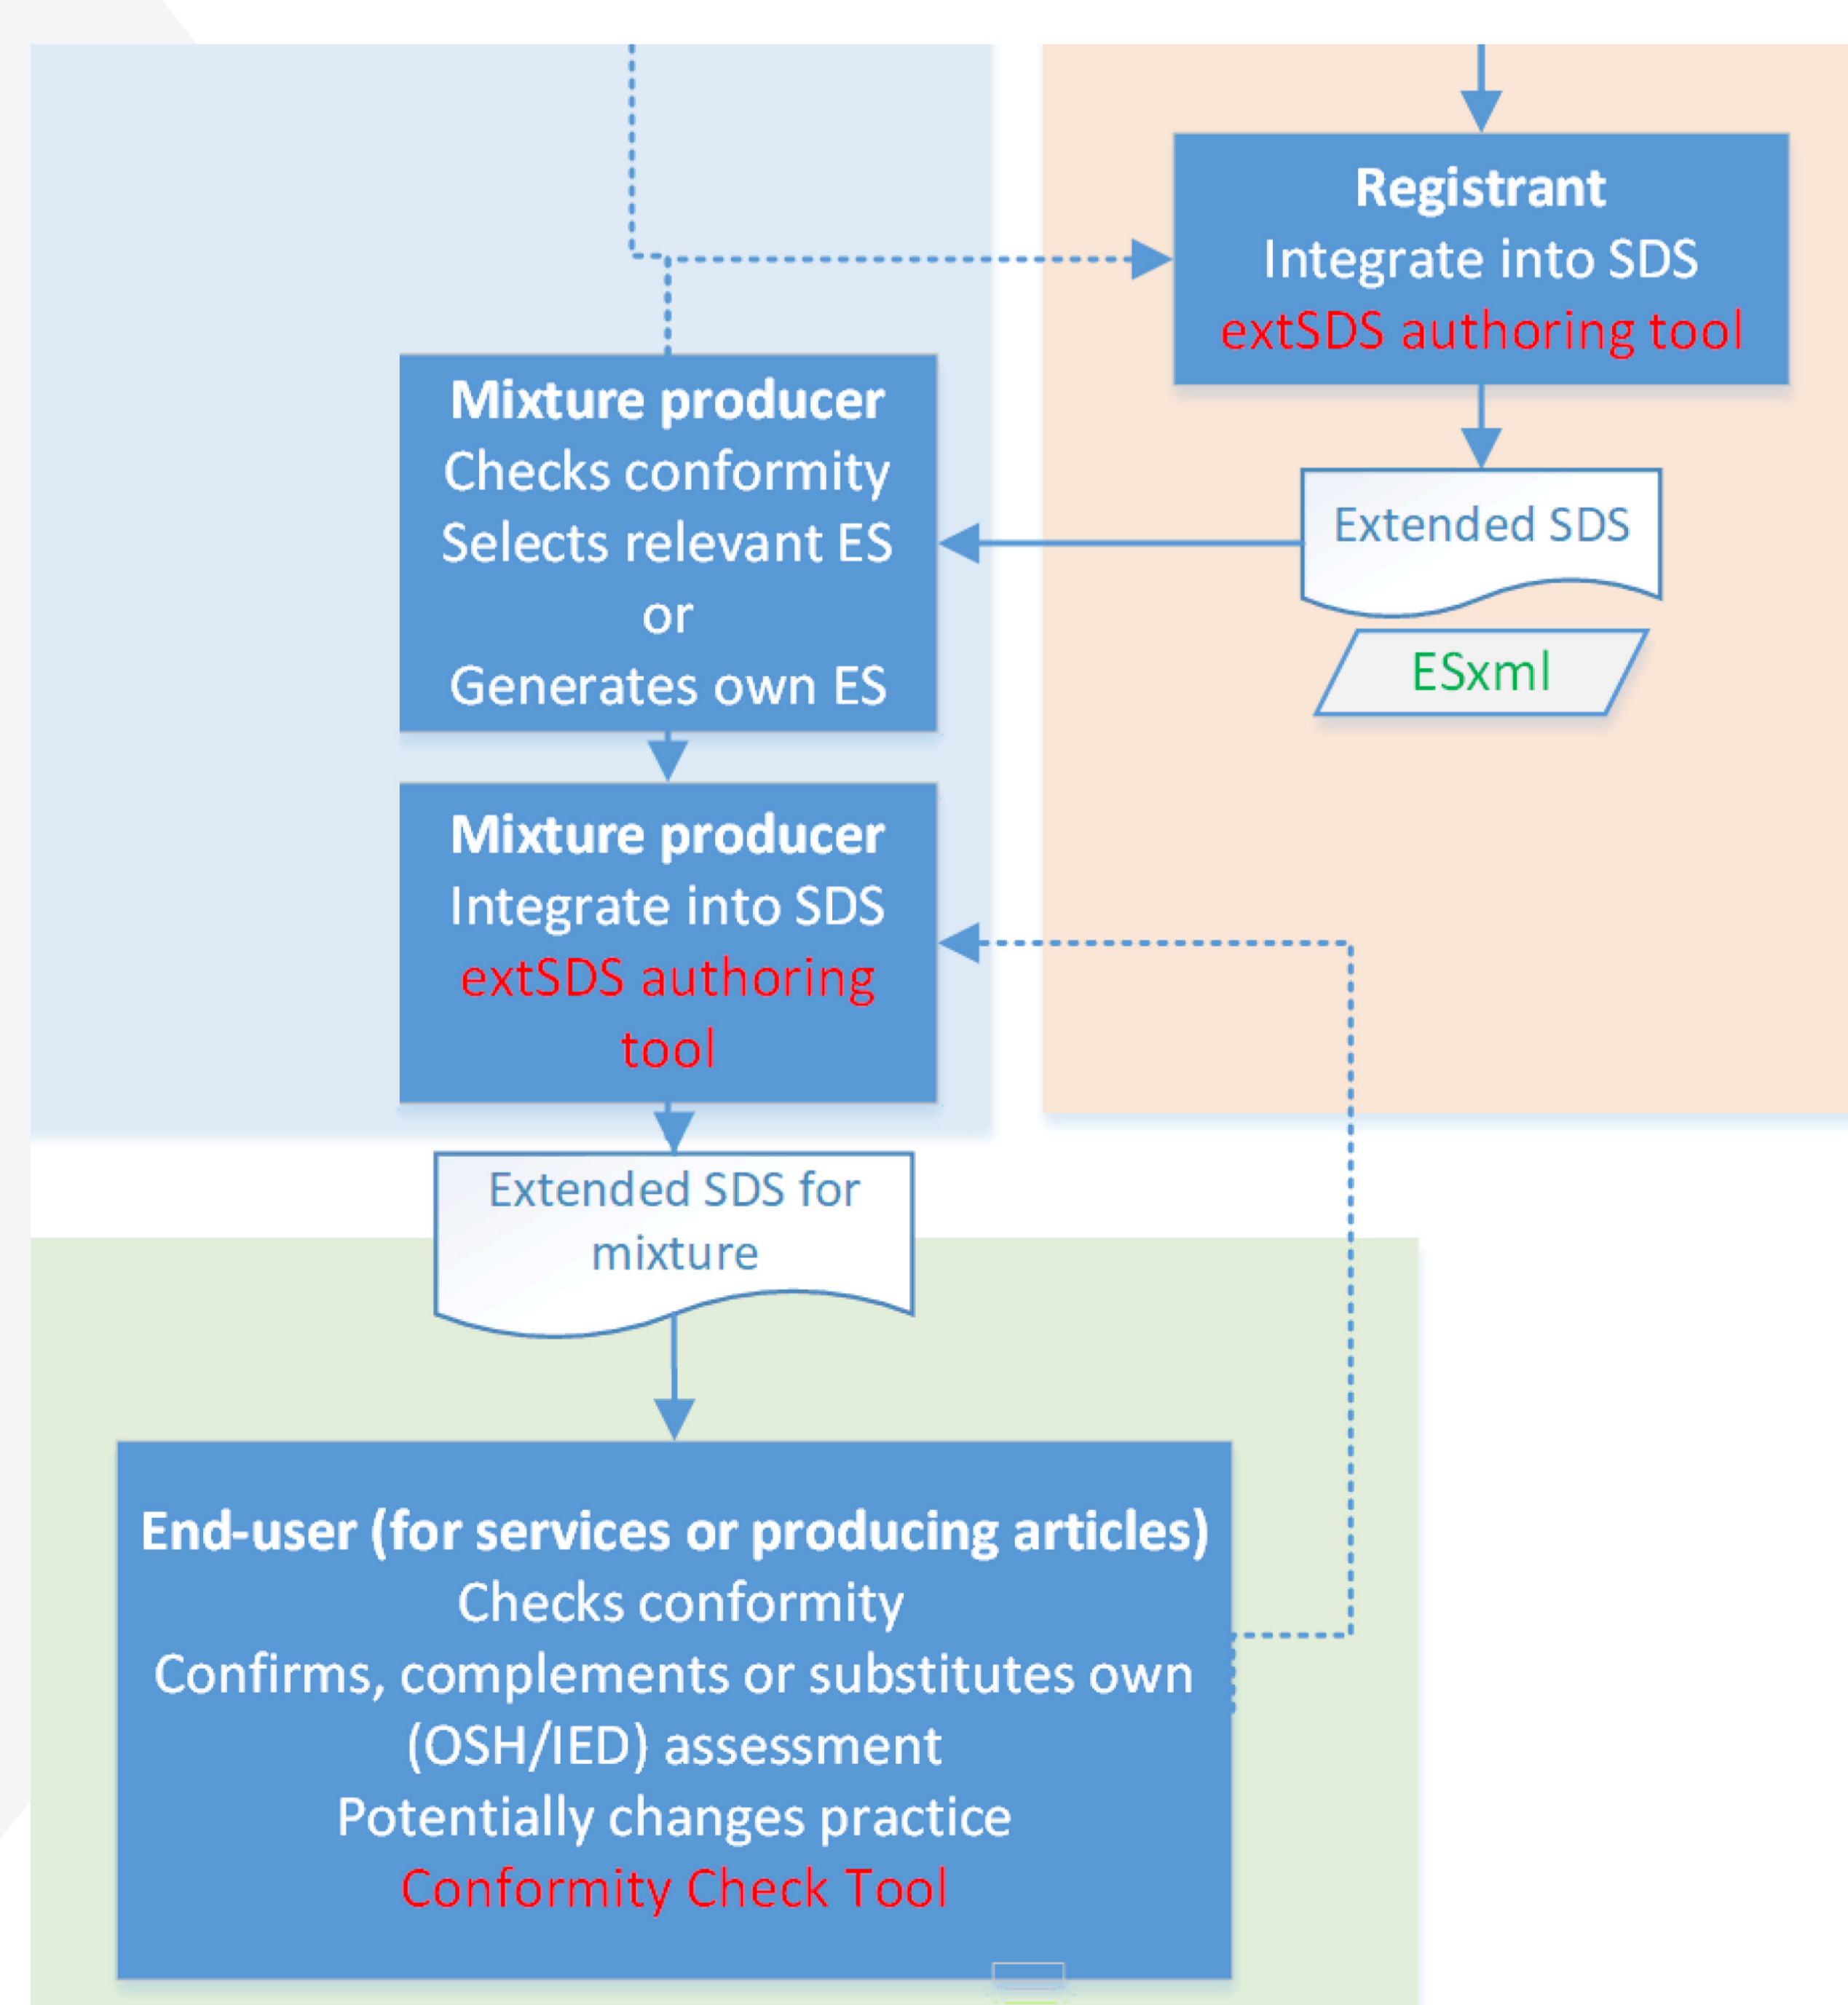 Registrant
Integrate into SDS
extSDS authoring tool
Extended SDS
ESxml
Mixture producer
Checks conformity
Selects relevant ES
or
Generates own ES
Mixture producer
Integrate into SDS
extSDS authoring
tool
Extended SDS for
mixture
End-user (for services or producing articles)
Checks conformity
Confirms, complements or substitutes own
(OSH/IED) assessment
Potentially changes practice
Conformity Check Tool